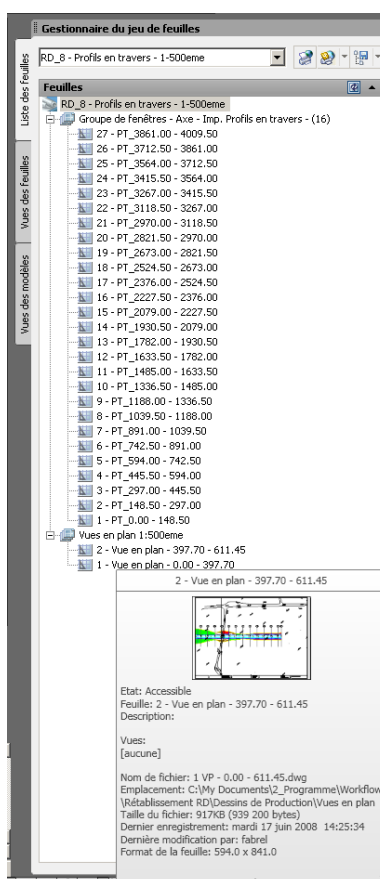 Gestionnaire du jeu de feuilles
RD_8 - Profils en travers - 1-500eme
Liste des feuilles
Vues des feuilles
Vues des modèles
Feuilles
RD_8 - Profils en travers - 1-500eme
Groupe de fenêtres - Axe - Imp. Profils en travers - (16)
27 - PT_3861.00 - 4009.50
26 - PT_3712.50 - 3861.00
25 - PT_3564.00 - 3712.50
24 - PT_3415.50 - 3564.00
23 - PT_3267.00 - 3415.50
22 - PT_3118.50 - 3267.00
21 - PT_2970.00 - 3118.50
20 - PT_2821.50 - 2970.00
19 - PT_2673.00 - 2821.50
18 - PT_2524.50 - 2673.00
17 - PT_2376.00 - 2524.50
16 - PT_2227.50 - 2376.00
15 - PT_2079.00 - 2227.50
14 - PT_1930.50 - 2079.00
13 - PT_1782.00 - 1930.50
12 - PT_1633.50 - 1782.00
11 - PT_1485.00 - 1633.50
10 - PT_1336.50 - 1485.00
9 - PT_1188.00 - 1336.50
8 - PT_1039.50 - 1188.00
7 - PT_891.00 - 1039.50
6 - PT_742.50 - 891.00
5 - PT_594.00 - 742.50
4 - PT_445.50 - 594.00
3 - PT_297.00 - 445.50
2 - PT_148.50 - 297.00
1 - PT_0.00 - 148.50
Vues en plan 1:500eme
2 - Vue en plan - 397.70 - 611.45
1 - Vue en plan - 0.00 - 397.70
2 - Vue en plan - 397.70 - 611.45
Etat: Accessible
Feuille: 2 - Vue en plan - 397.70 - 611.45
Description:
Vues:
[aucune]
Nom de fichier: 1 VP - 0.00 - 611.45.dwg
Emplacement: C:\My Documents\2_Programme\Workflow
\Rétablissement RD\Dessins de Production\Vues en plan
Taille du fichier: 917KB (939 200 bytes)
Dernier enregistrement: mardi 17 juin 2008 14:25:34
Dernière modification par: fabrel
Format de la feuille: 594.0 x 841.0